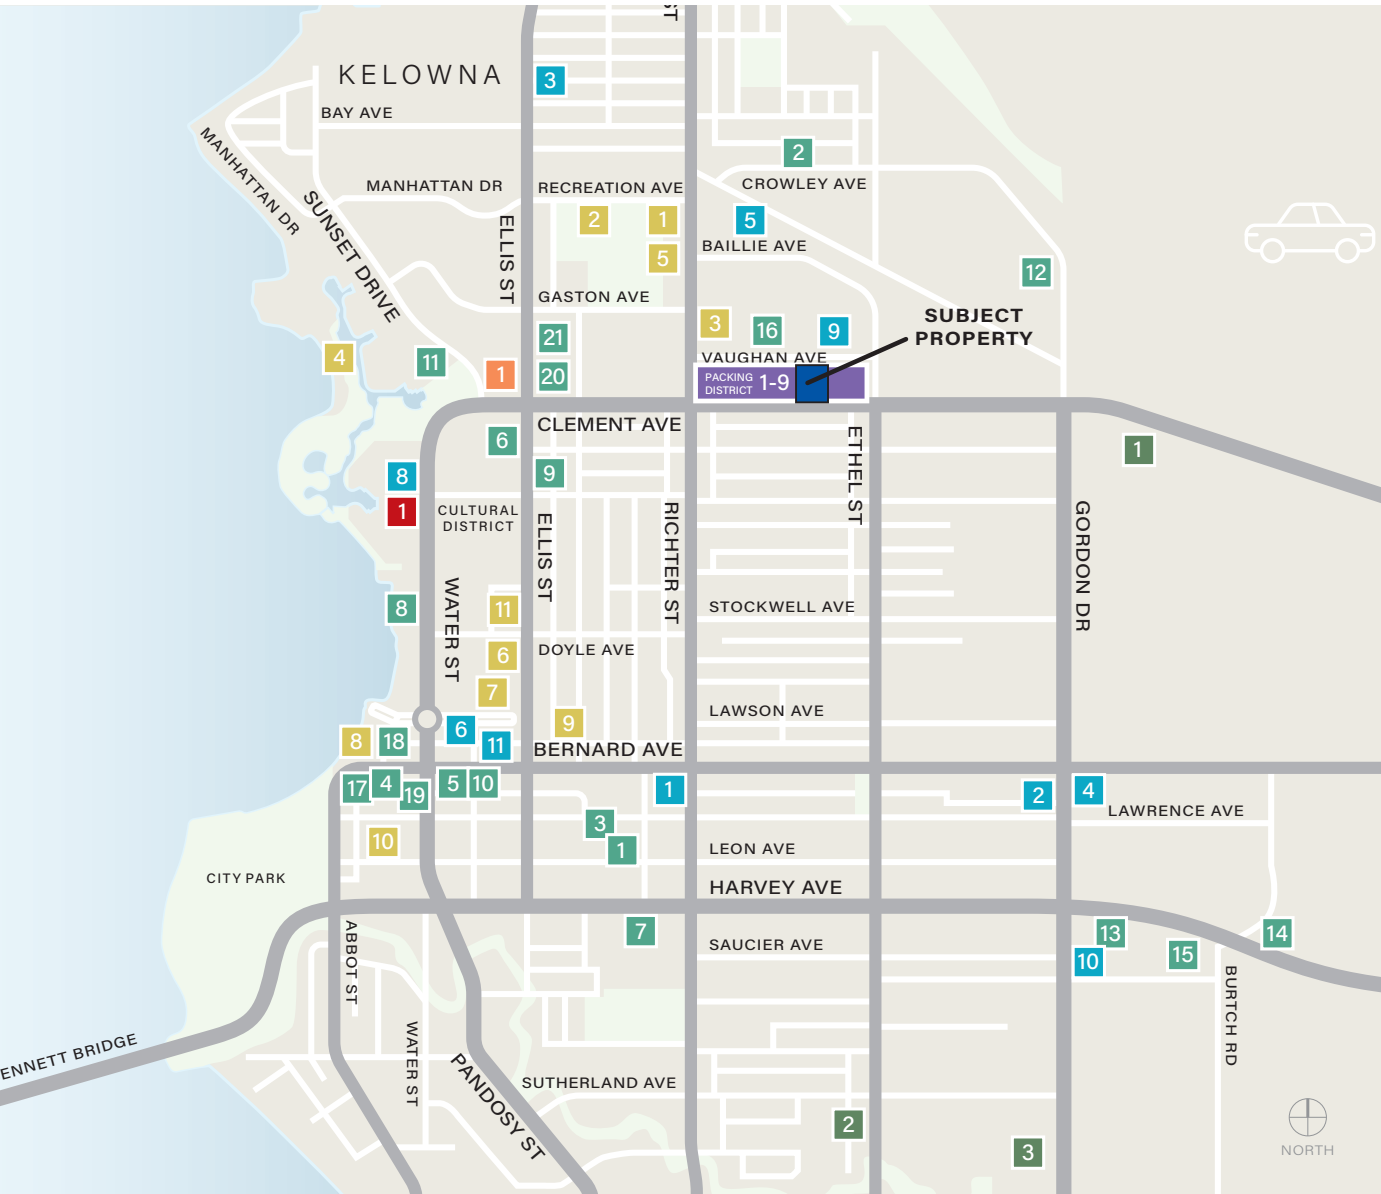 ST
KELOWNA
3
BAY AVE
MANHATTAN DR
2
MANHATTAN DR
RECREATION AVE
CROWLEY AVE
SUNSET DRIVE
ELLIS ST
2
1
5
5
BAILLIE AVE
12
GASTON AVE
SUBJECT
PROPERTY
3
16
9
21
4
11
1
20
VAUGHAN AVE
PACKING
DISTRICT
1-9
CLEMENT AVE
6
ETHEL ST
1
8
9
1
CULTURAL
DISTRICT
ELLIS ST
RICHTER ST
GORDON DR
WATER ST
8
11
STOCKWELL AVE
6
DOYLE AVE
7
LAWSON AVE
9
8
18
6
11
BERNARD AVE
17
4
19
5
10
1
2
4
LAWRENCE AVE
3
10
1
LEON AVE
CITY PARK
HARVEY AVE
ABBOT ST
7
SAUCIER AVE
13
14
10
15
BURTCH RD
ENNETT BRIDGE
WATER ST
PANDOSY ST
SUTHERLAND AVE
2
3
NORTH